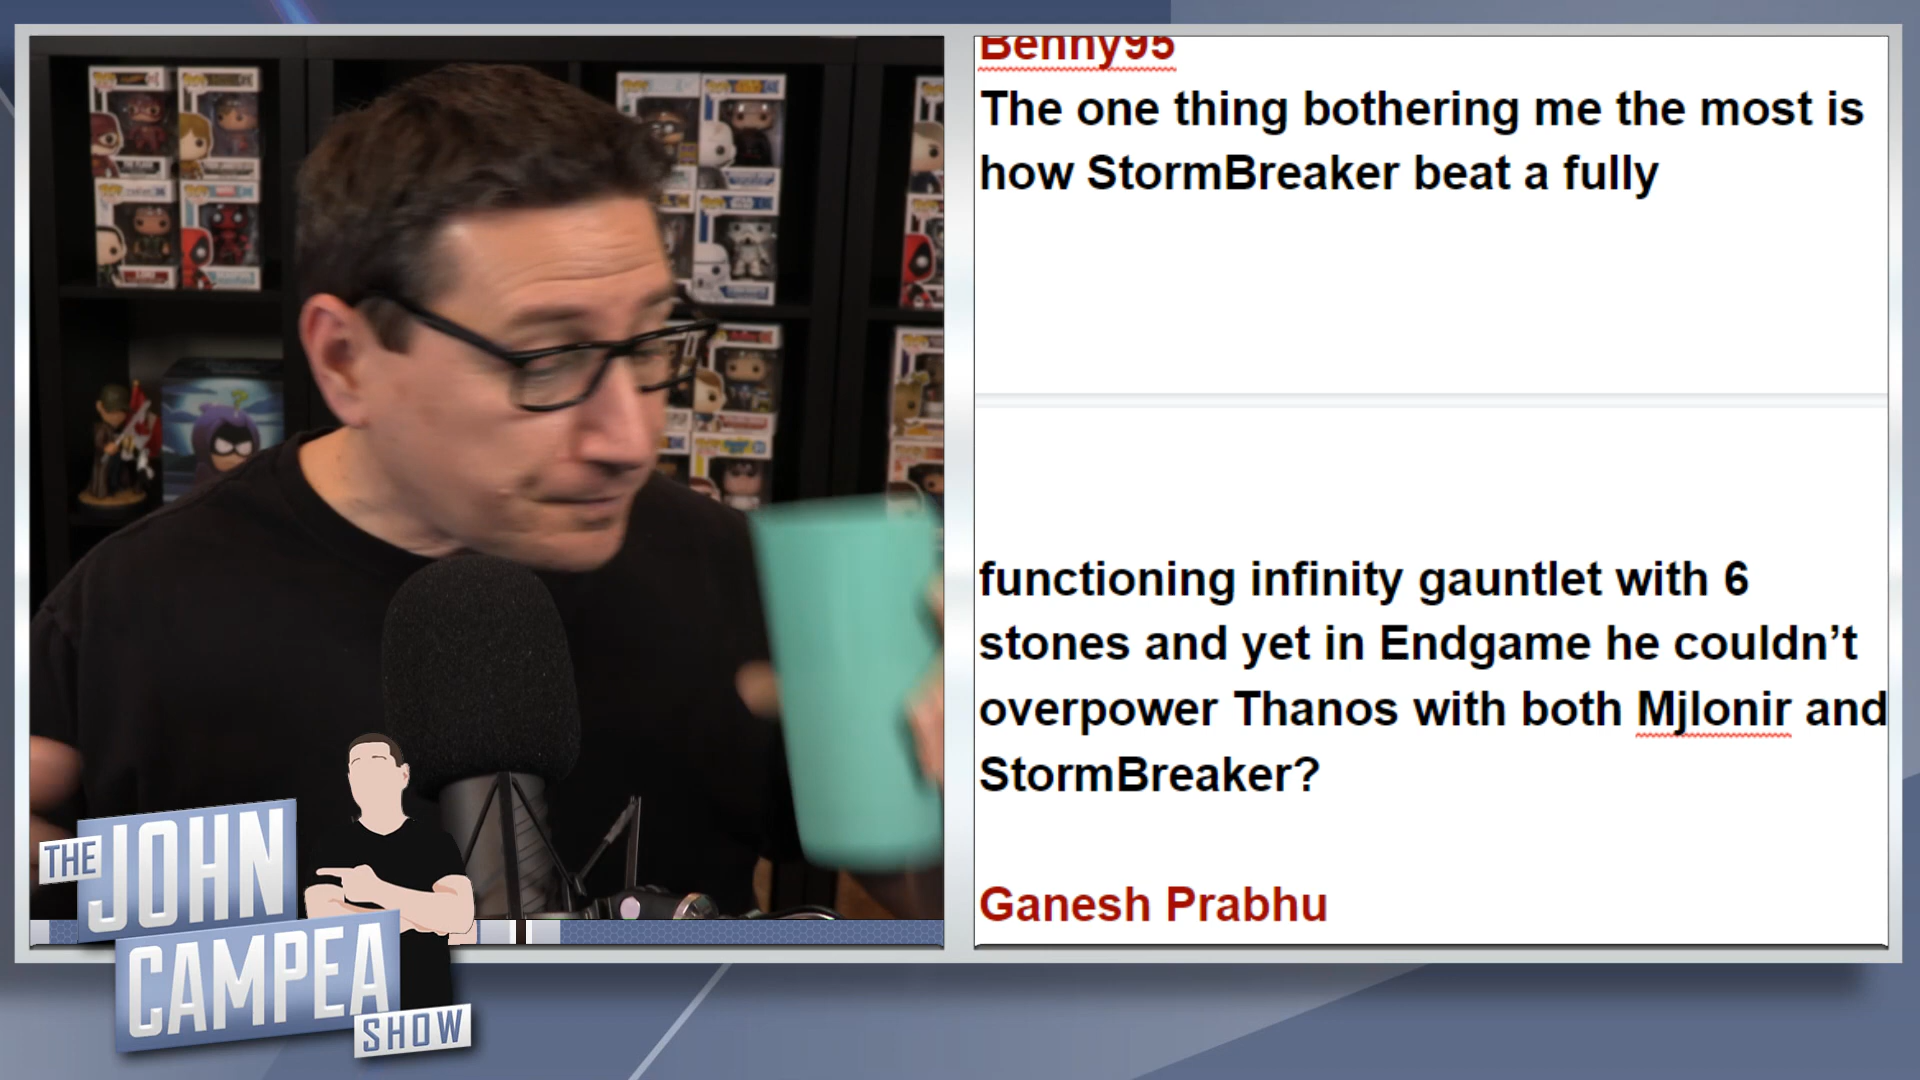 Benny95
The one thing bothering me the most is
how StormBreaker beat a fully
functioning infinity gauntlet with 6
stones and yet in Endgame he couldn’t
overpower Thanos with both Mjlonir and
StormBreaker?
Ganesh Prabhu
THE
JOHN
CAMPEA
SHOW